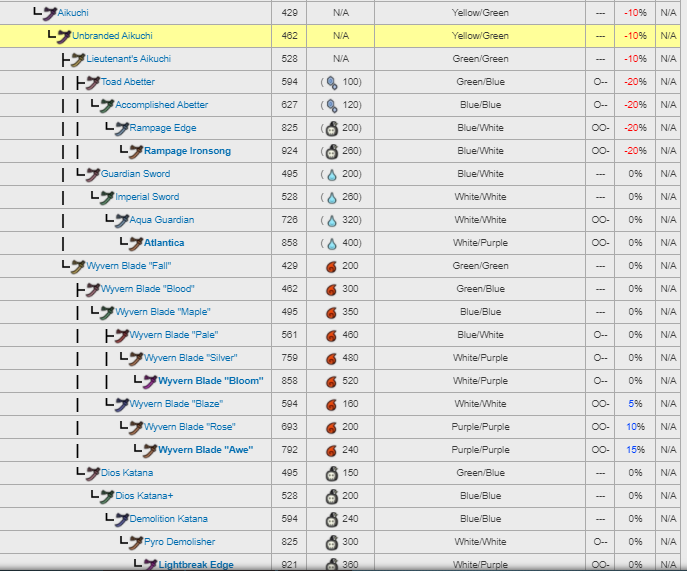 Aikuchi 429 N/A Yellow/Green --- -10% N/A
Unbranded Aikuchi 462 N/A Yellow/Green --- -10% N/A
Lieutenant's Aikuchi 528 N/A Green/Green --- -10% N/A
Toad Abetter 594 ( 100) Green/Blue O-- -20% N/A
Accomplished Abetter 627 ( 120) Blue/Blue O-- -20% N/A
Rampage Edge 825 ( 200) Blue/White OO- -20% N/A
Rampage Ironsong 924 ( 260) Blue/White OO- -20% N/A
Guardian Sword 495 ( 200) Blue/White --- 0% N/A
Imperial Sword 528 ( 260) White/White --- 0% N/A
Aqua Guardian 726 ( 320) White/White OO- 0% N/A
Atlantica 858 ( 400) White/Purple OO- 0% N/A
Wyvern Blade "Fall" 429 200 Green/Green --- 0% N/A
Wyvern Blade "Blood" 462 300 Green/Blue --- 0% N/A
Wyvern Blade "Maple" 495 350 Blue/Blue --- 0% N/A
Wyvern Blade "Pale" 561 460 Blue/White O-- 0% N/A
Wyvern Blade "Silver" 759 480 White/Purple O-- 0% N/A
Wyvern Blade "Bloom" 858 520 White/Purple O-- 0% N/A
Wyvern Blade "Blaze" 594 160 White/White OO- 5% N/A
Wyvern Blade "Rose" 693 200 Purple/Purple OO- 10% N/A
Wyvern Blade "Awe" 792 240 Purple/Purple OO- 15% N/A
Dios Katana 495 150 Green/Blue --- 0% N/A
Dios Katana+ 528 200 Blue/Blue --- 0% N/A
Demolition Katana 594 240 Blue/Blue --- 0% N/A
Pyro Demolisher 825 300 White/White O-- 0% N/A
Lightbreak Edge 921 360 White/Purple OO- 0% N/A